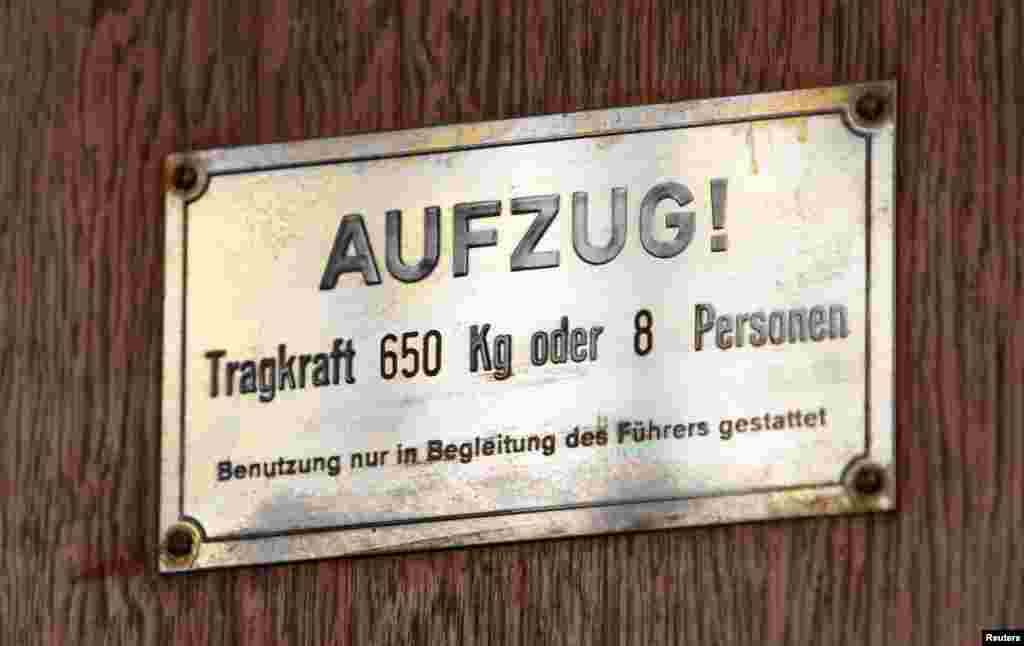 AUFZUG!
Tragkraft 650 Kg oder 8 Personen
Benutzung nur in Begleitung des Führers gestattet
Reuters